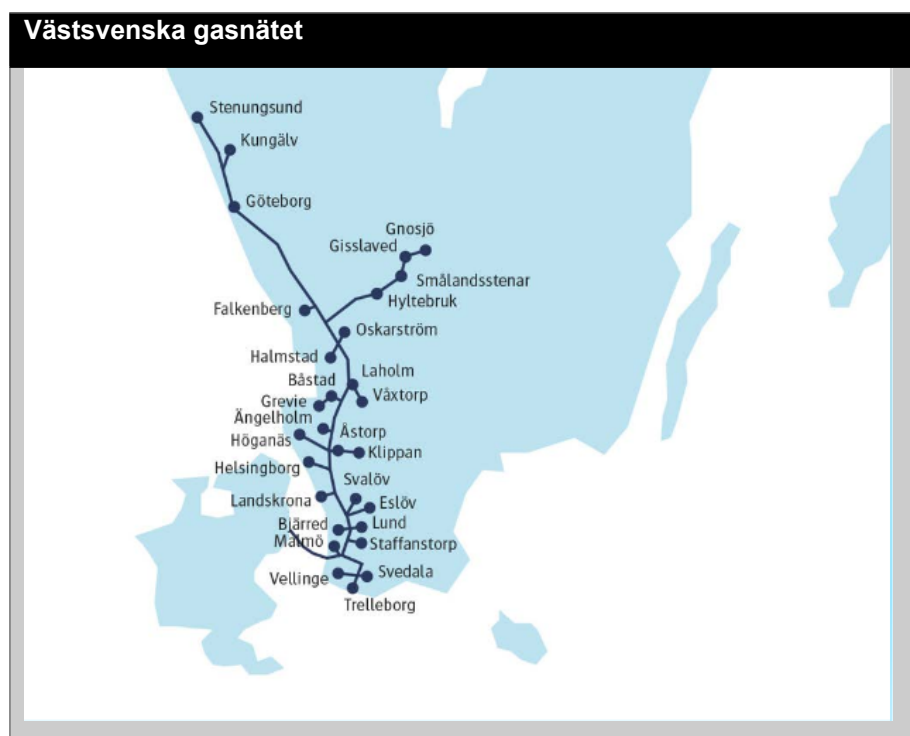 Västsvenska gasnätet
Stenungsund
Kungälv
Göteborg
Gnosjö
Gisslaved
Smålandsstenar
Hyltebruk
Falkenberg
Oskarström
Halmstad
Laholm
Båstad
Våxtorp
Grevie
Ängelholm
Åstorp
Höganäs
Klippan
Helsingborg
Svalöv
Landskrona
Eslöv
Bjärred
Lund
Malmö
Staffanstorp
Vellinge
Svedala
Trelleborg